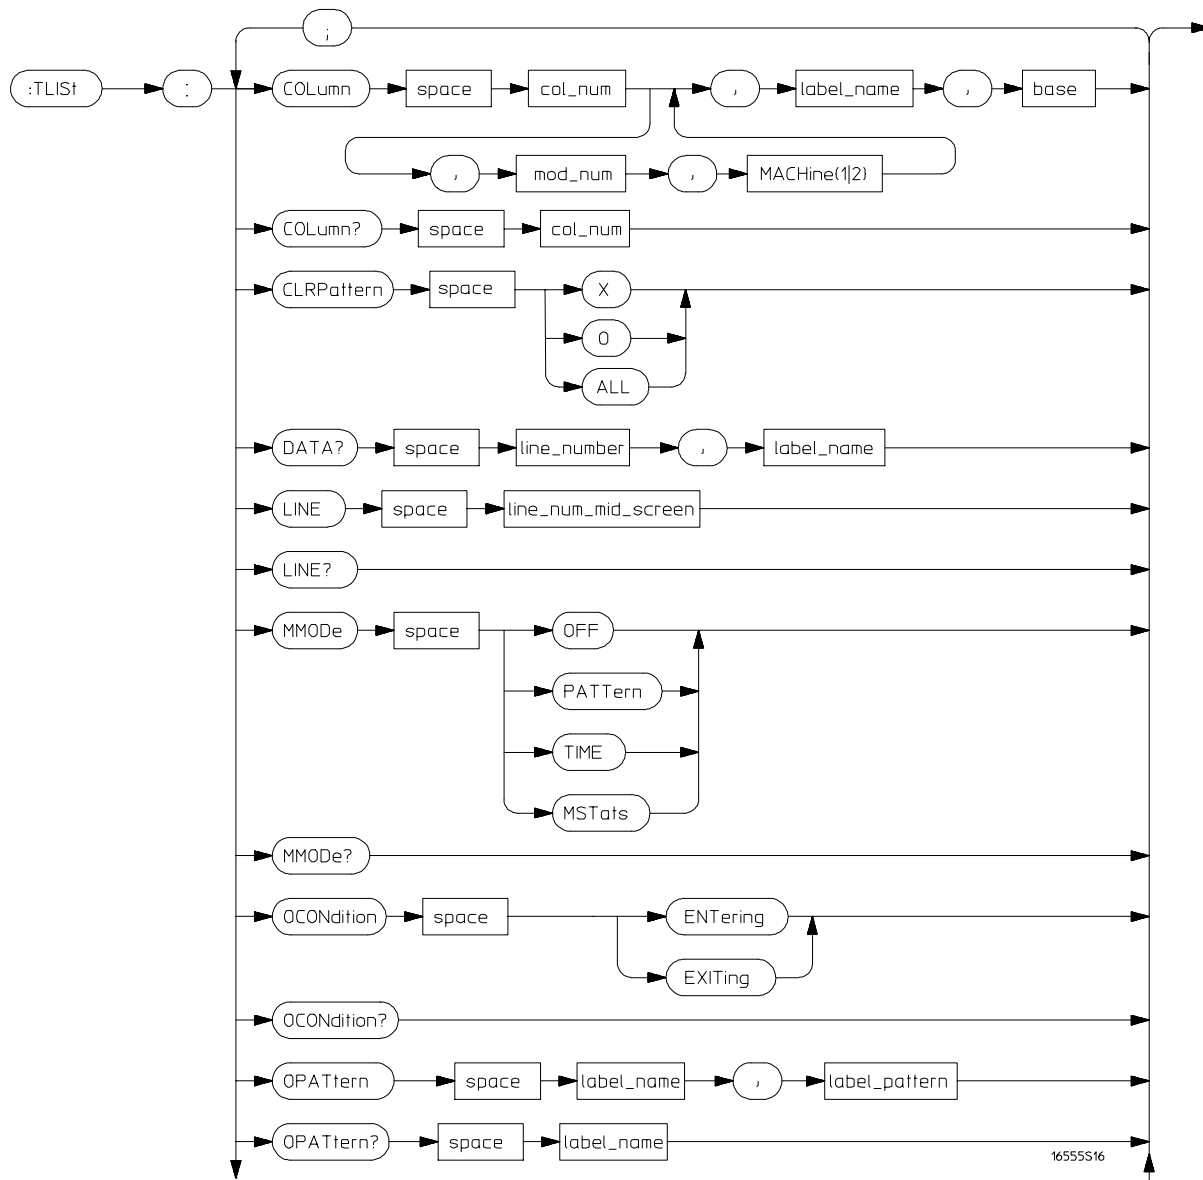 ;
:TLISt : COLumn space col_num , label_name , base
, mod_num , MACHine{1|2}
COLumn? space col_num
CLRPattern space X
O
ALL
DATA? space line_number , label_name
LINE space line_num_mid_screen
LINE?
MMODe space OFF
PATTern
TIME
MSTats
MMODe?
OCONdition space ENTering
EXITing
OCONdition?
OPATtern space label_name , label_pattern
OPATtern? space label_name
16555S16